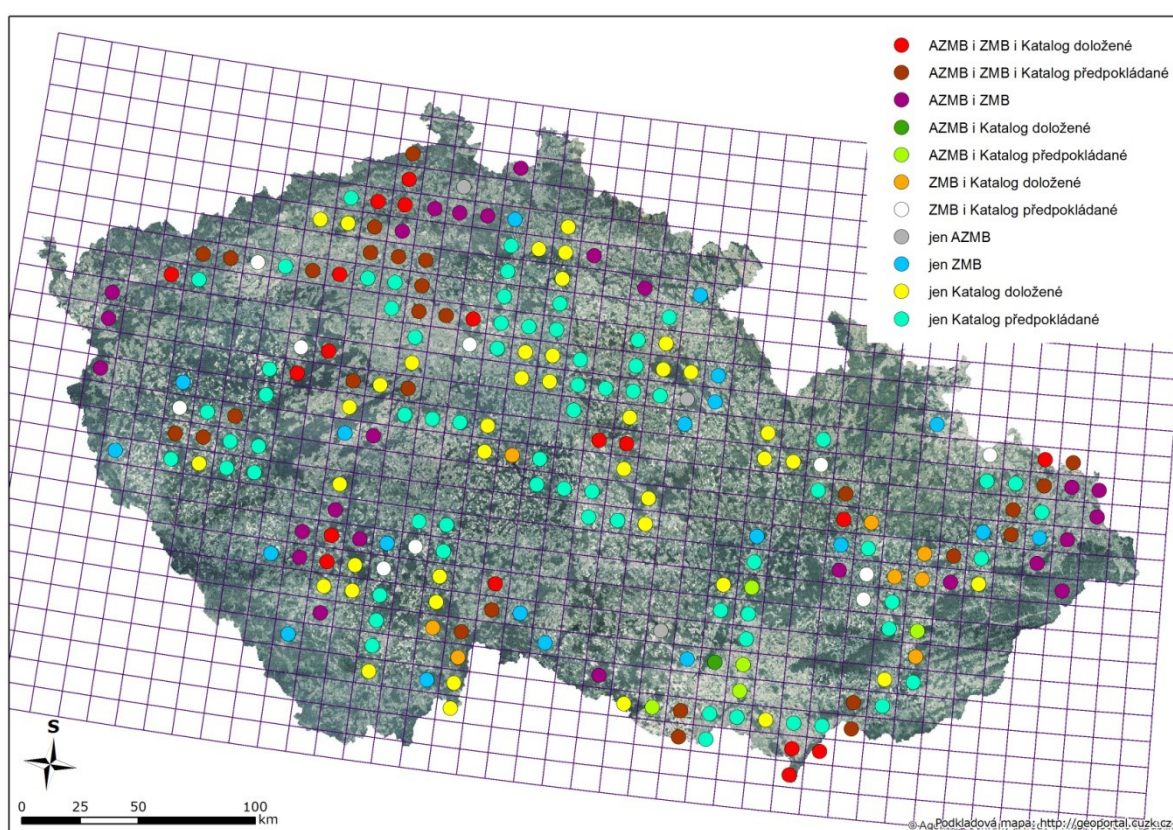 AZMB i ZMB i Katalog doložené
AZMB i ZMB i Katalog předpokládané
AZMB i ZMB
AZMB i Katalog doložené
AZMB i Katalog předpokládané
ZMB i Katalog doložené
ZMB i Katalog předpokládané
jen AZMB
jen ZMB
jen Katalog doložené
jen Katalog předpokládané
S
0 25 50 100
km
Podkladová mapa: http://geoportal.cuzk.cz